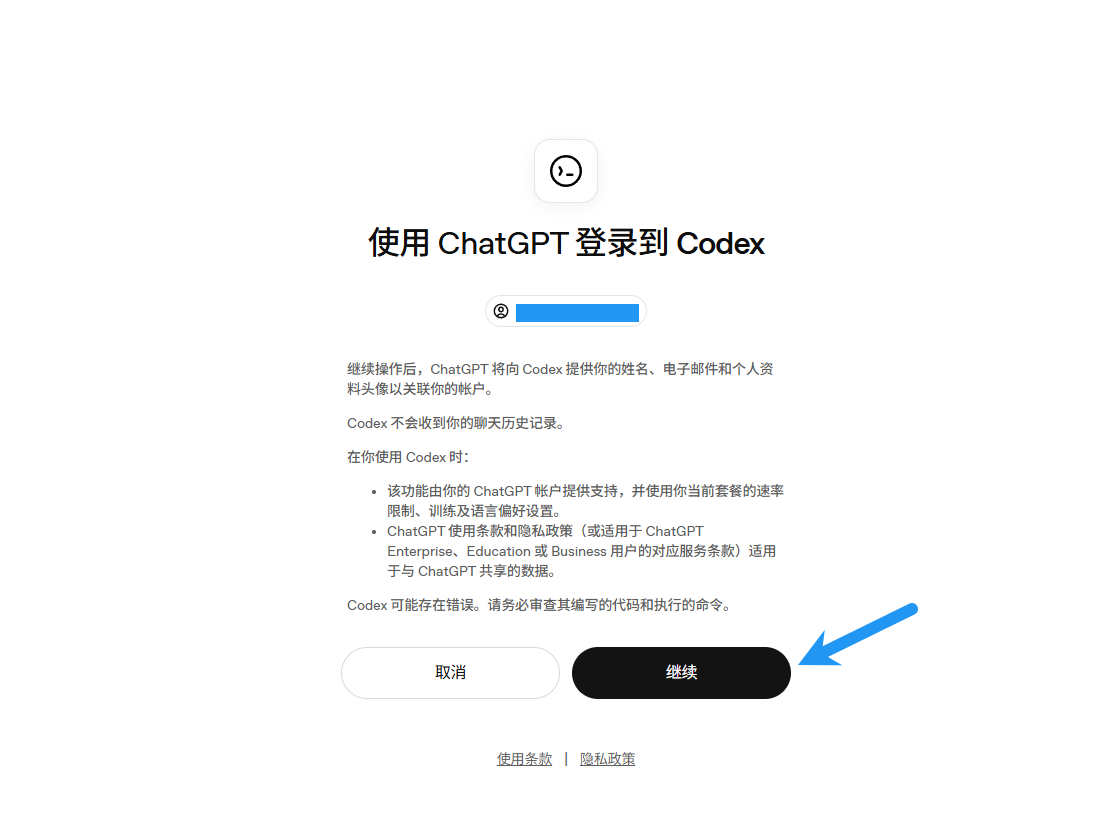 使用 ChatGPT 登录到 Codex
继续操作后，ChatGPT 将向 Codex 提供你的姓名、电子邮件和个人资
料头像以关联你的帐户。
Codex 不会收到你的聊天历史记录。
在你使用 Codex 时：
• 该功能由你的 ChatGPT 帐户提供支持，并使用你当前套餐的速率
限制、训练及语言偏好设置。
• ChatGPT 使用条款和隐私政策（或适用于 ChatGPT
Enterprise、Education 或 Business 用户的对应服务条款）适用
于与 ChatGPT 共享的数据。
Codex 可能存在错误。请务必审查其编写的代码和执行的命令。
取消 继续
使用条款 | 隐私政策